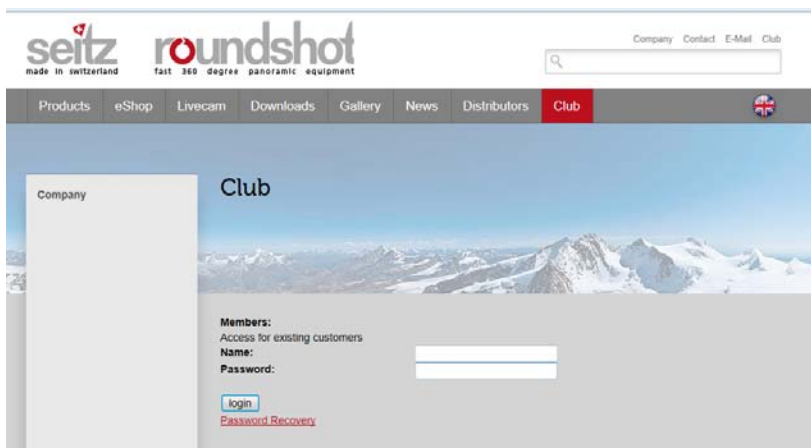 seitz roundshot
made in switzerland fast 360 degree panoramic equipment
Company Contact E-Mail Club
Products eShop Livecam Downloads Gallery News Distributors Club
Company
Club
Members:
Access for existing customers
Name:
Password:
login
Password Recovery